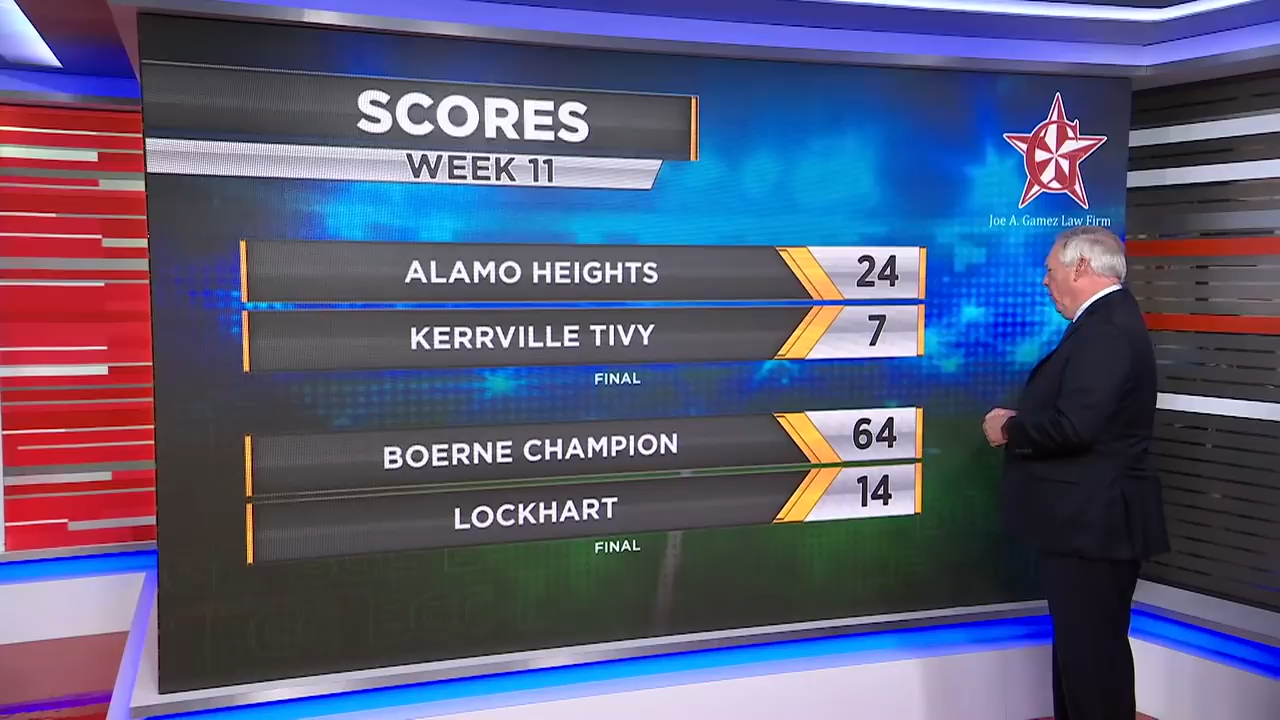 SCORES
WEEK 11
G
Joe A. Gamez Law Firm
ALAMO HEIGHTS 24
KERRVILLE TIVY 7
FINAL
BOERNE CHAMPION 64
LOCKHART 14
FINAL